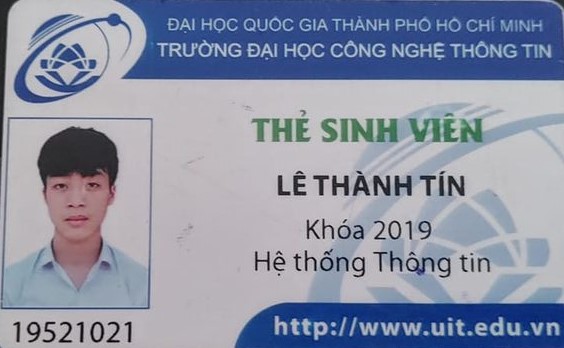 ĐẠI HỌC QUỐC GIA THÀNH PHỐ HỒ CHÍ MINH
TRƯỜNG ĐẠI HỌC CÔNG NGHỆ THÔNG TIN
THẺ SINH VIÊN
LÊ THÀNH TÍN
Khóa 2019
Hệ thống Thông tin
19521021
http://www.uit.edu.vn